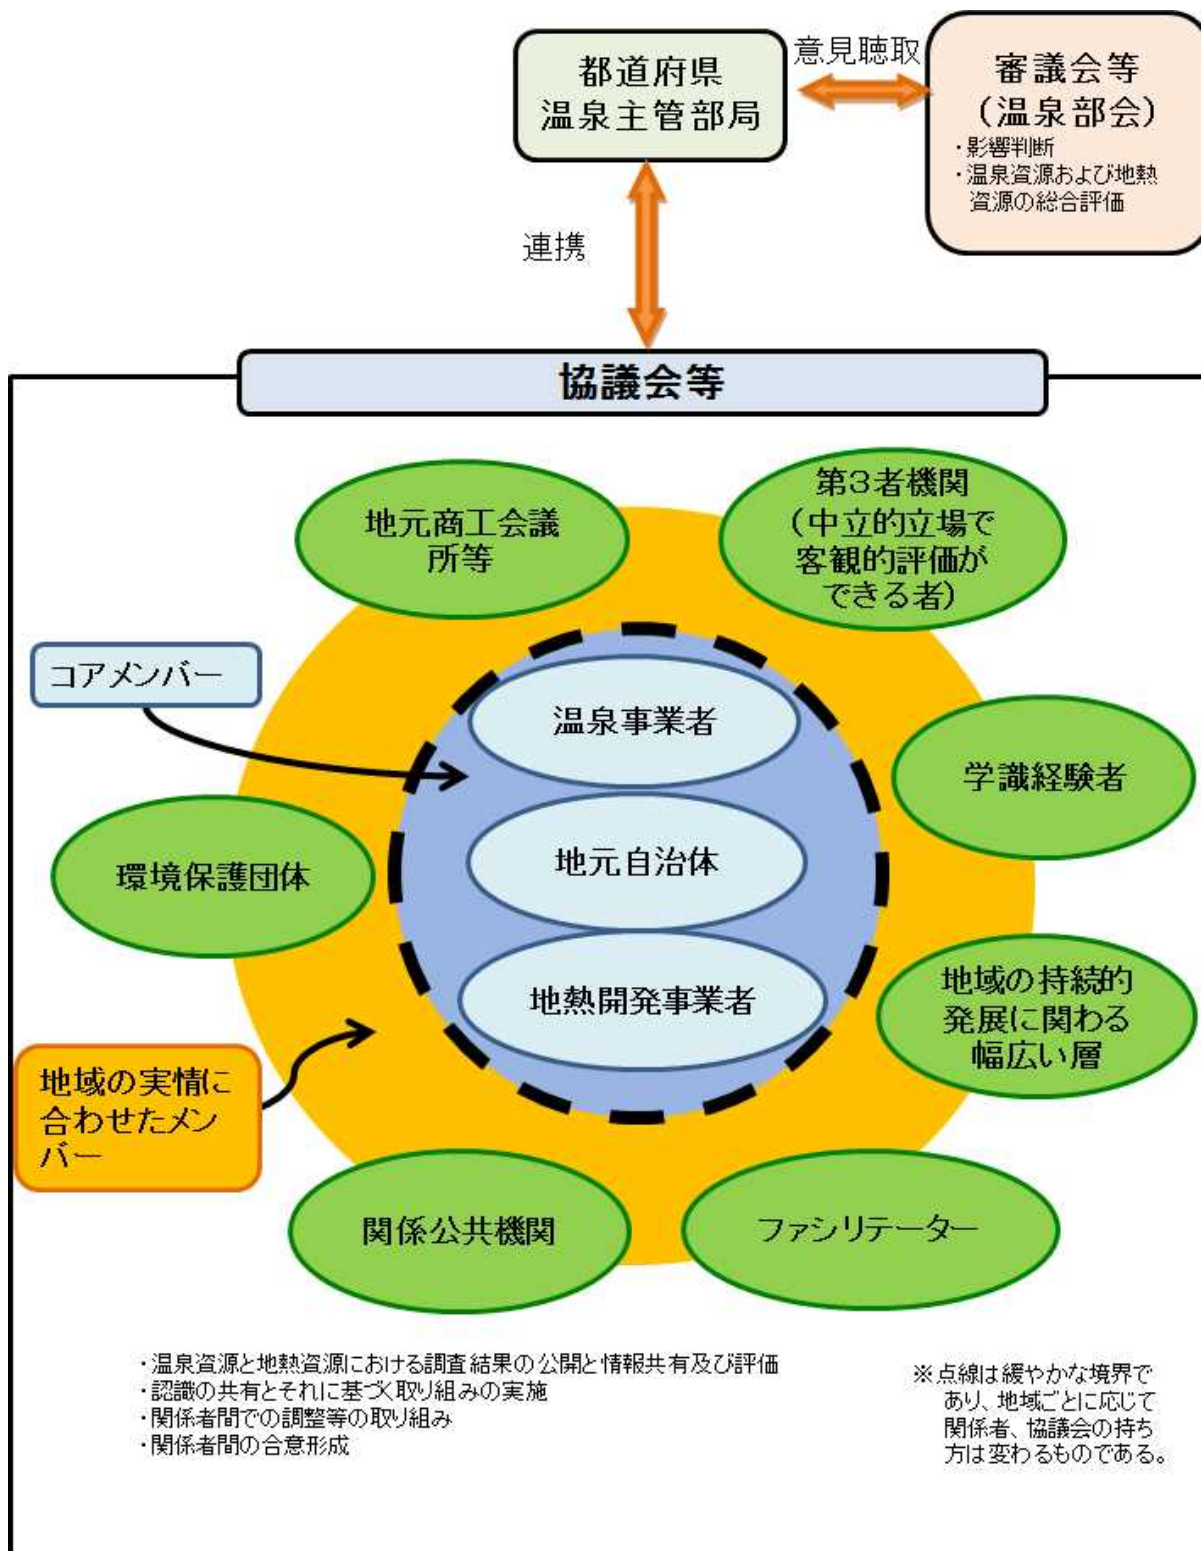 都道府県
温泉主管部局
意見聴取
審議会等
（温泉部会）
・影響判断
・温泉資源および地熱
資源の総合評価
連携
協議会等
地元商工会議
所等
第３者機関
（中立的立場で
客観的評価が
できる者）
コアメンバー
温泉事業者
学識経験者
環境保護団体
地元自治体
地熱開発事業者
地域の持続的
発展に関わる
幅広い層
地域の実情に
合わせたメン
バー
関係公共機関
ファシリテーター
・温泉資源と地熱資源における調査結果の公開と情報共有及び評価
・認識の共有とそれに基づく取り組みの実施
・関係者間での調整等の取り組み
・関係者間の合意形成
※点線は緩やかな境界で
あり、地域ごとに応じて
関係者、協議会の持ち
方は変わるものである。